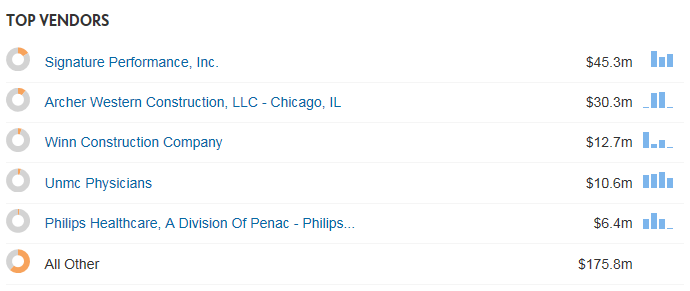 TOP VENDORS
Signature Performance, Inc. $45.3m
Archer Western Construction, LLC - Chicago, IL $30.3m
Winn Construction Company $12.7m
Unmc Physicians $10.6m
Philips Healthcare, A Division Of Penac - Philips... $6.4m
All Other $175.8m